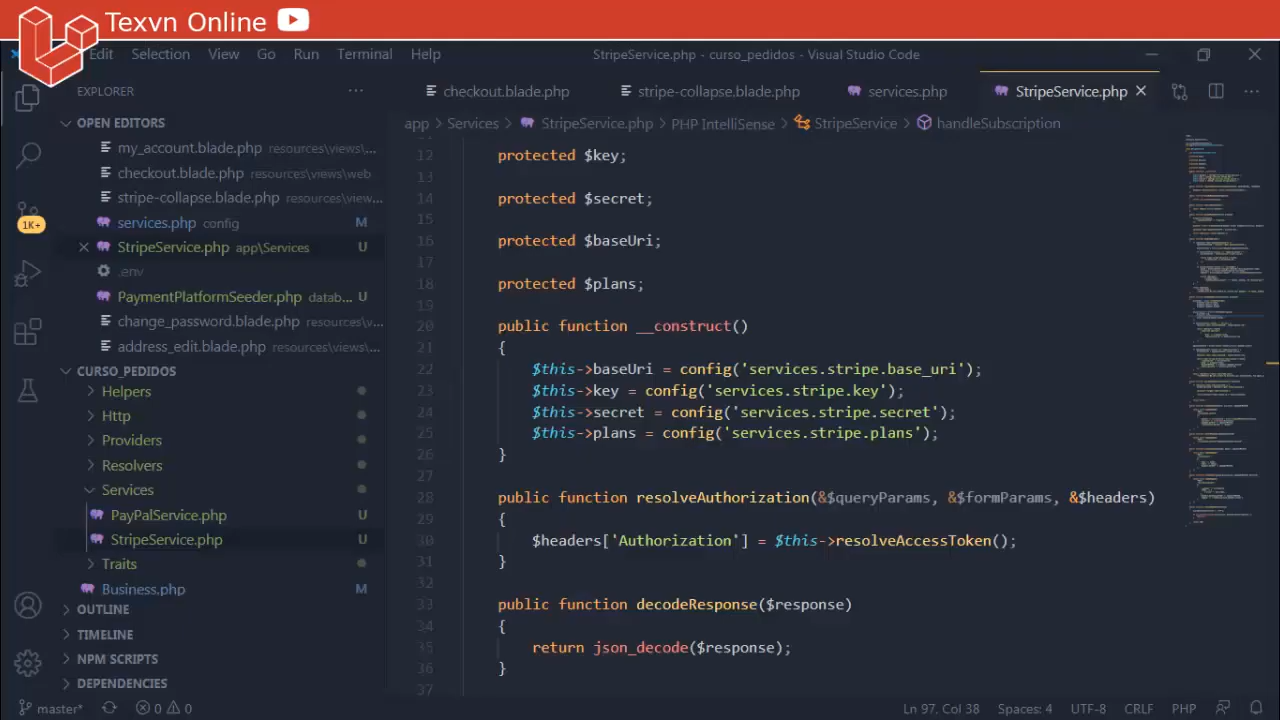 Texvn Online
Edit Selection View Go Run Terminal Help
StripeService.php - curso_pedidos - Visual Studio Code
EXPLORER ···
checkout.blade.php stripe-collapse.blade.php services.php StripeService.php ···
OPEN EDITORS
my_account.blade.php resources\views\...
checkout.blade.php resources\views\web
stripe-collapse.blade.php resources\view...
services.php config M
StripeService.php app\Services U
.env
PaymentPlatformSeeder.php datab... U
change_password.blade.php resources\v...
address_edit.blade.php resources\views\...
CURSO_PEDIDOS
Helpers
Http
Providers
Resolvers
Services
PayPalService.php U
StripeService.php U
Traits
Business.php M
OUTLINE
TIMELINE
NPM SCRIPTS
DEPENDENCIES
1K+
app > Services > StripeService.php > PHP IntelliSense > StripeService > handleSubscription
12 protected $key;
13
14 protected $secret;
15
16 protected $baseUri;
17
18 protected $plans;
19
20 public function __construct()
21 {
22 $this->baseUri = config('services.stripe.base_uri');
23 $this->key = config('services.stripe.key');
24 $this->secret = config('services.stripe.secret');
25 $this->plans = config('services.stripe.plans');
26 }
27
28 public function resolveAuthorization(&$queryParams, &$formParams, &$headers)
29 {
30 $headers['Authorization'] = $this->resolveAccessToken();
31 }
32
33 public function decodeResponse($response)
34 {
35 return json_decode($response);
36 }
37
master* 0 0 Ln 97, Col 38 Spaces: 4 UTF-8 CRLF PHP